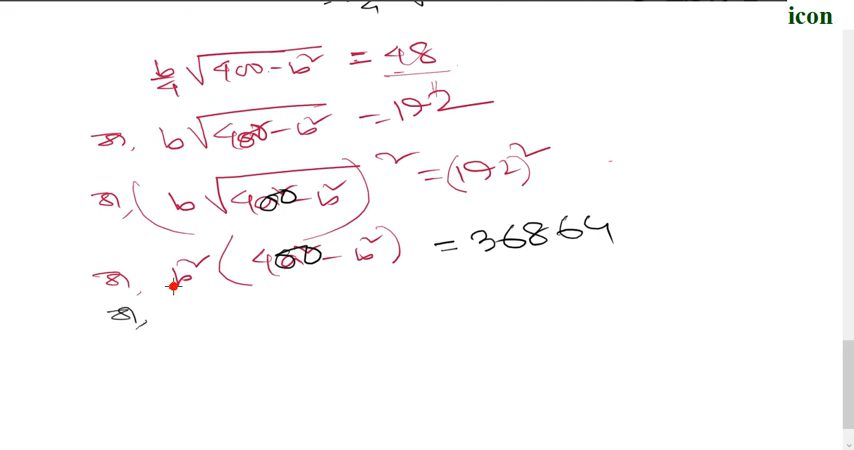 icon
b/4 √400-b² = 48
বা, b√400-b² = 192
বা, (b√400-b²)² = (192)²
বা, b² (400-b²) = 36864
বা,